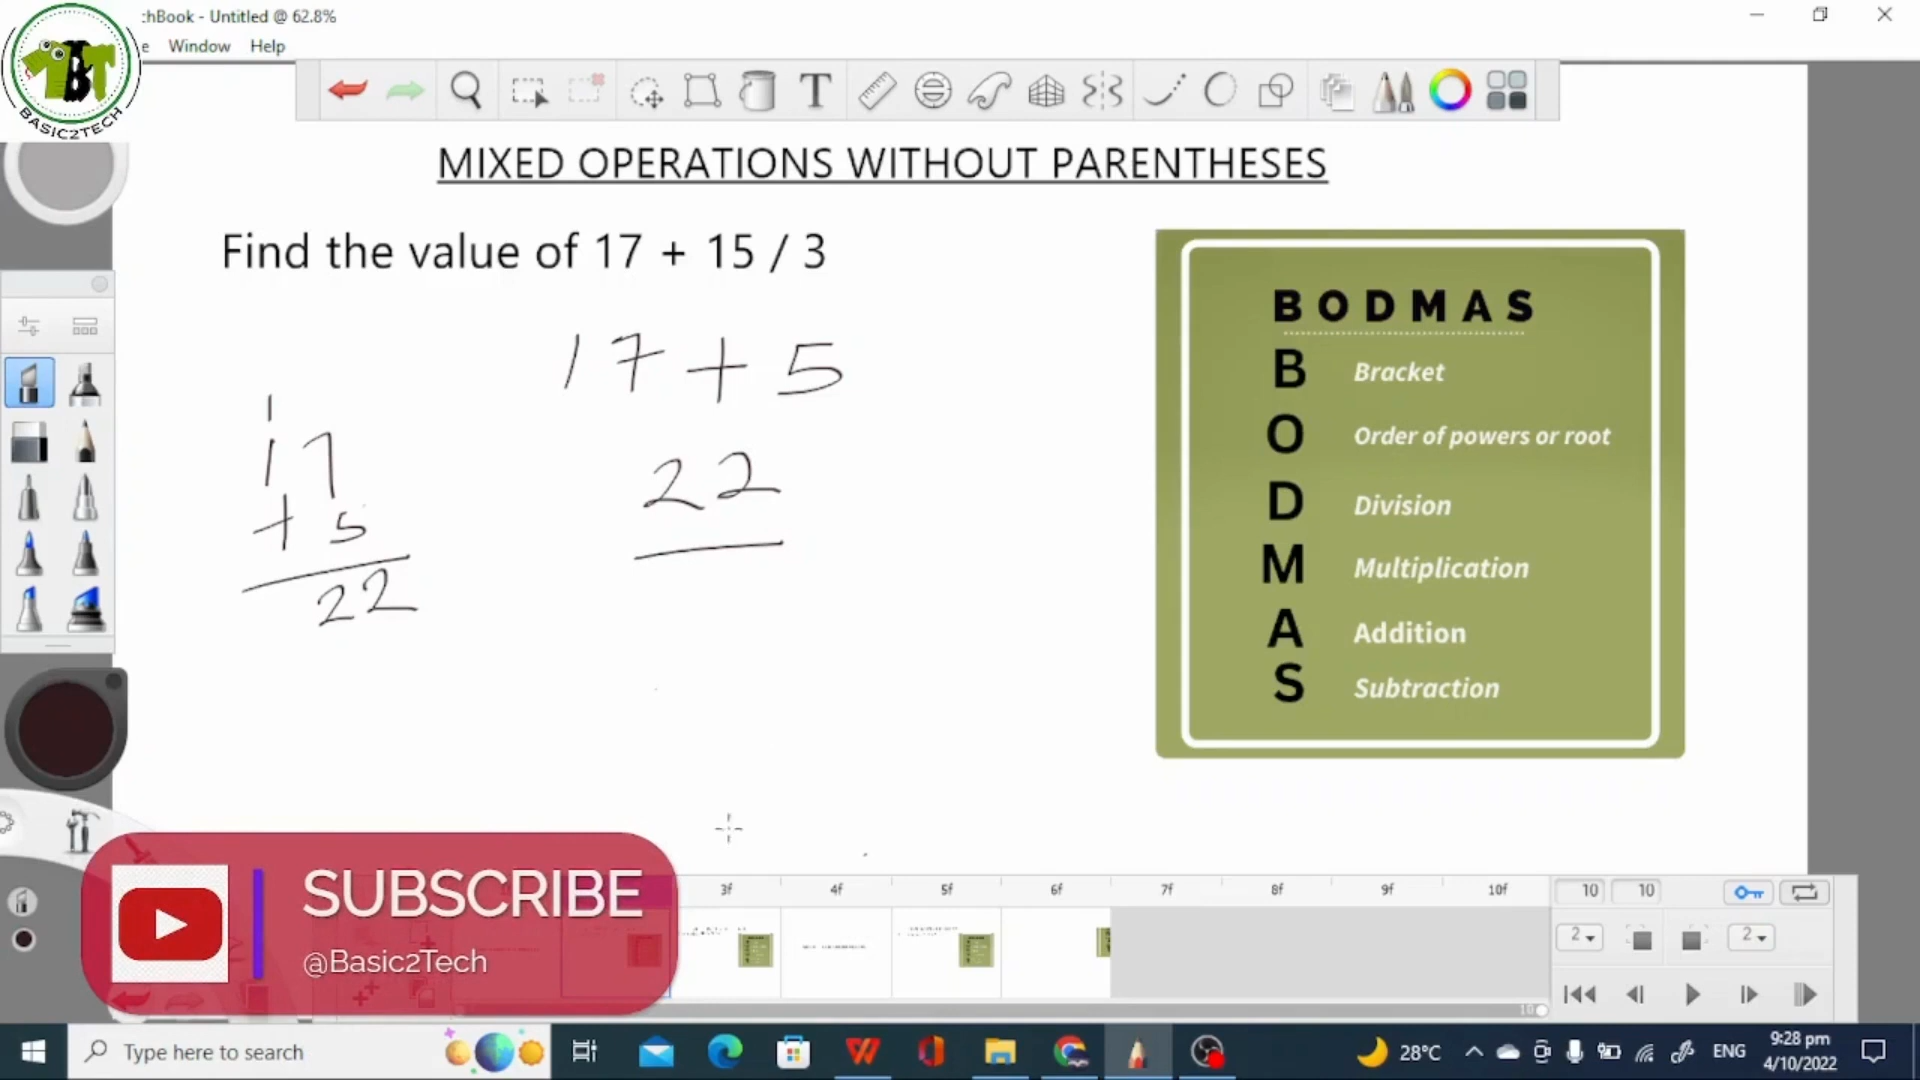 chBook - Untitled @ 62.8%
e Window Help
BT
BASIC2TECH
T
MIXED OPERATIONS WITHOUT PARENTHESES
Find the value of 17 + 15 / 3
17 + 5
22
1
17
+ 5
22
BODMAS
B Bracket
O Order of powers or root
D Division
M Multiplication
A Addition
S Subtraction
SUBSCRIBE
@Basic2Tech
3f 4f 5f 6f 7f 8f 9f 10f
10 10
2 2
10
Type here to search
28°C
ENG
9:28 pm
4/10/2022